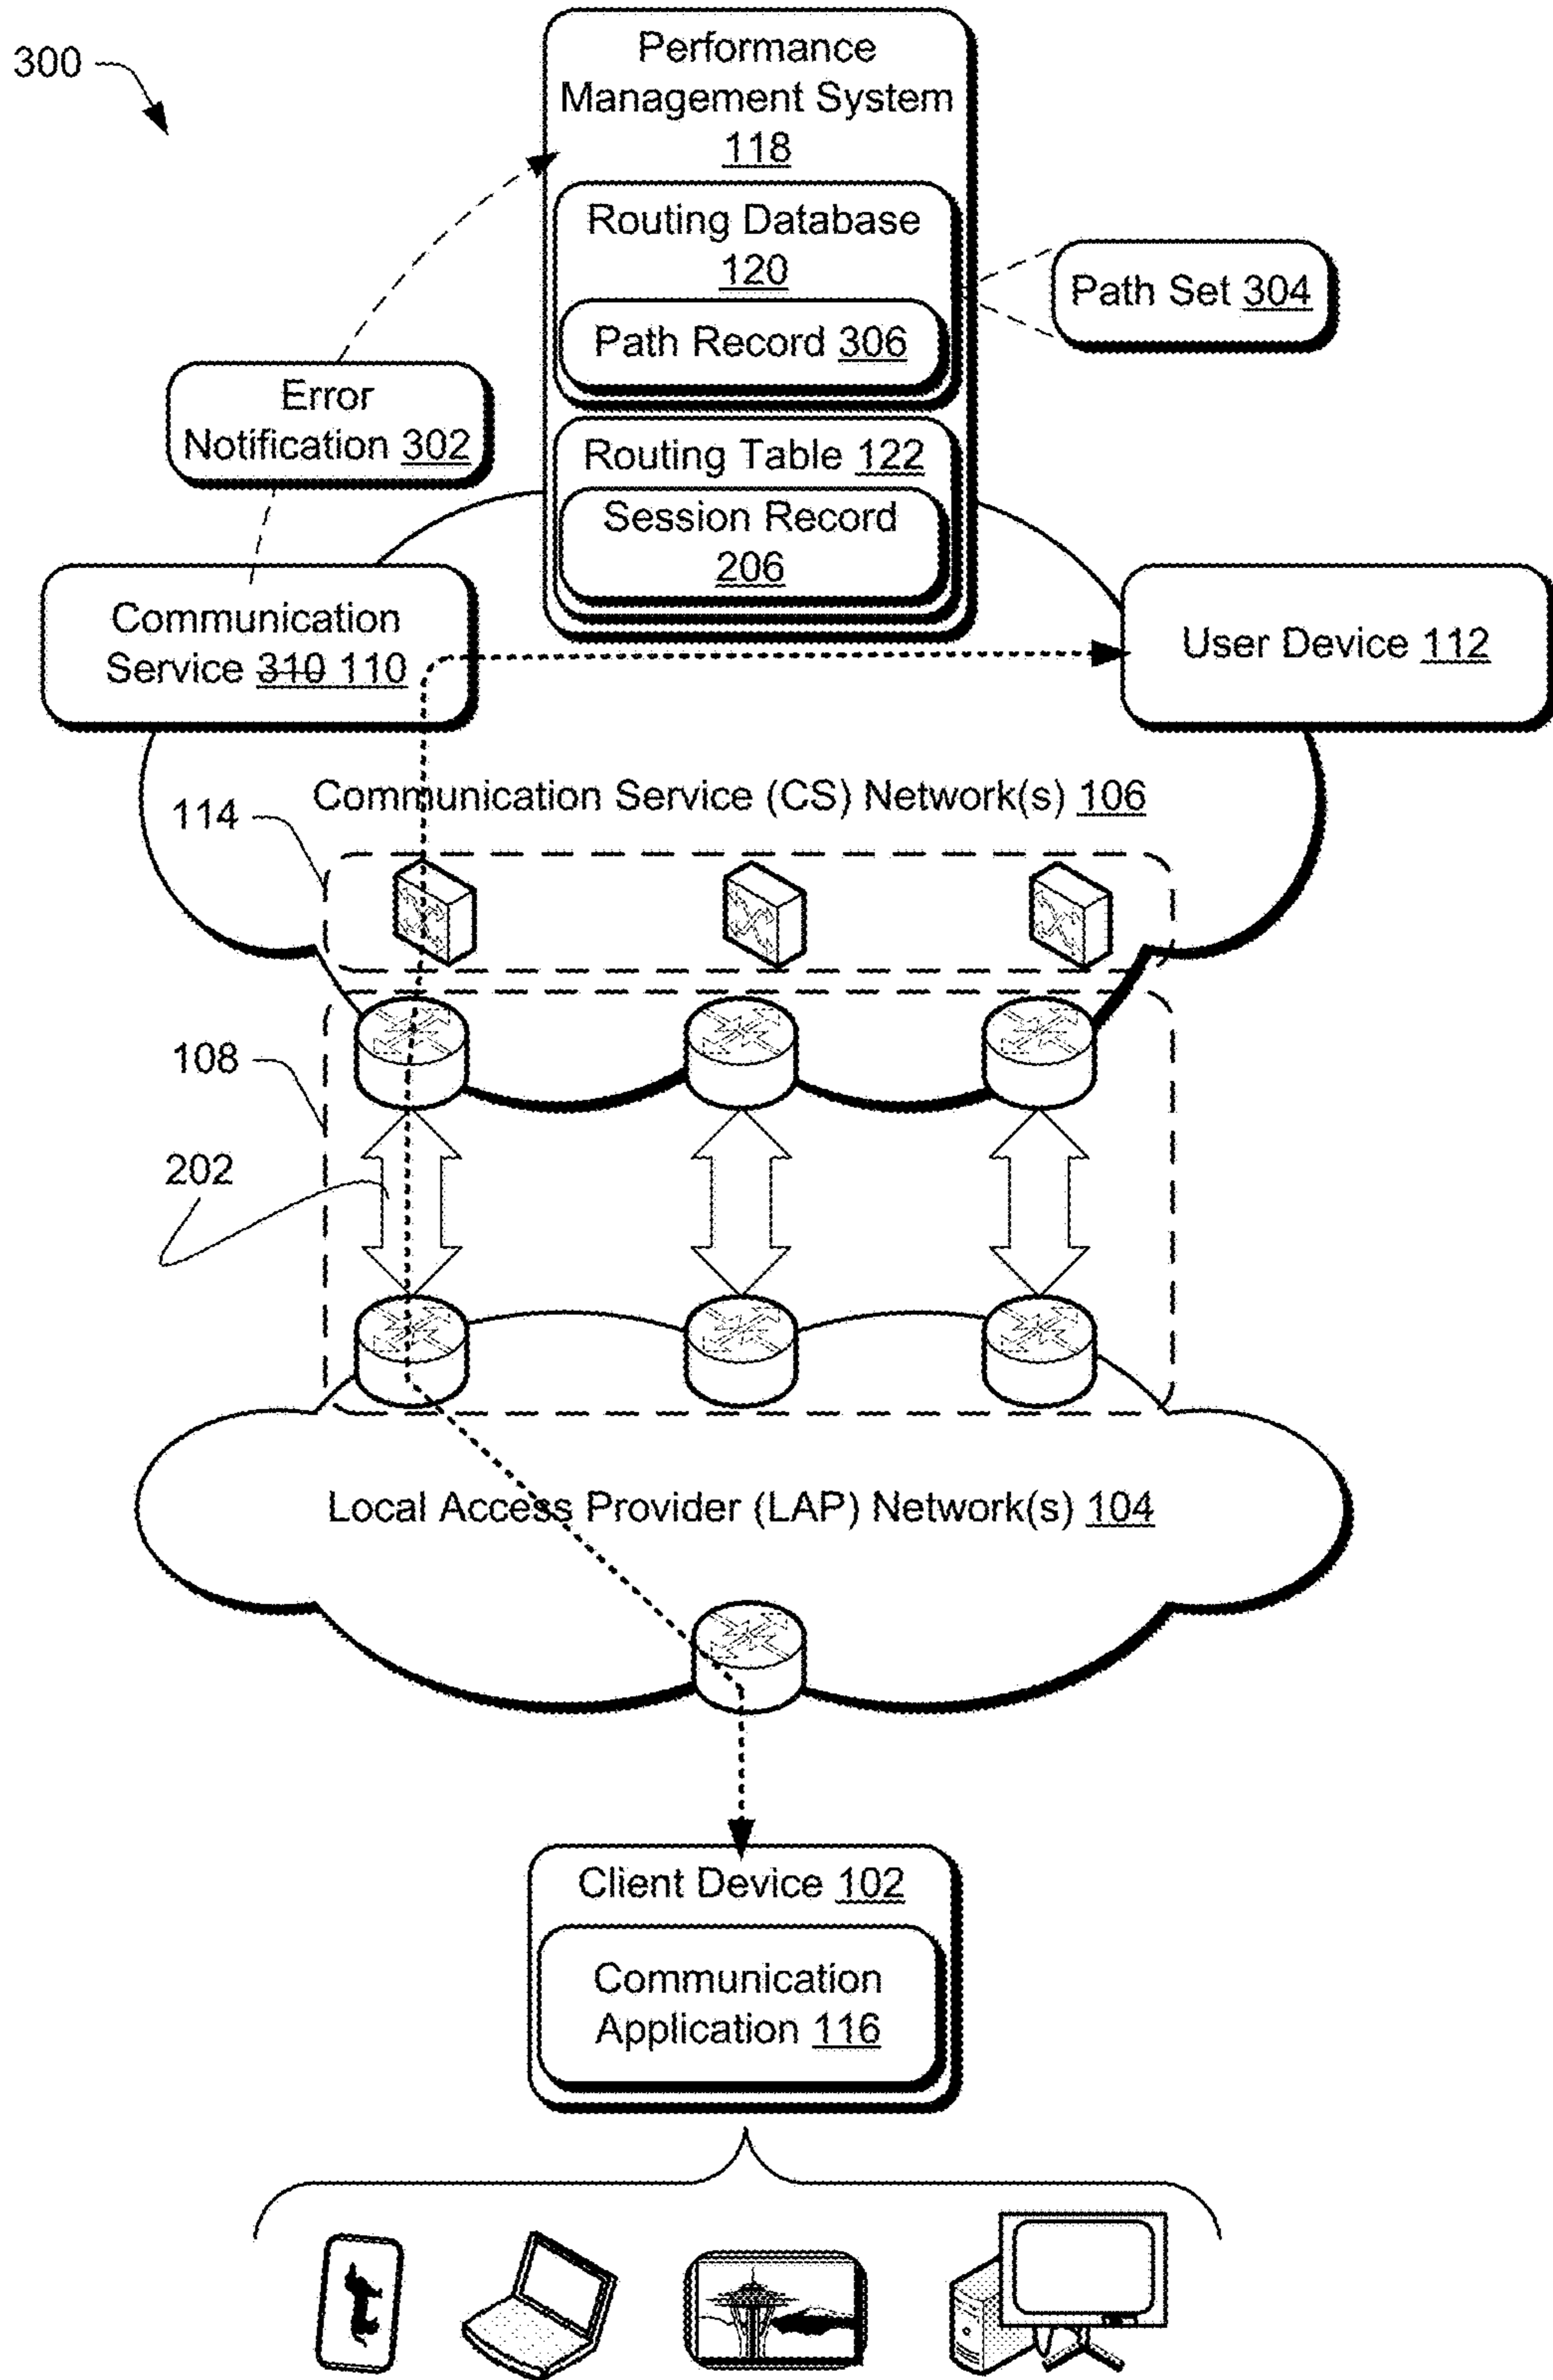 300
Performance
Management System
118
Routing Database
120
Path Record 306
Path Set 304
Error
Notification 302
Routing Table 122
Session Record
206
Communication
Service 310 110
User Device 112
Communication Service (CS) Network(s) 106
114
108
202
Local Access Provider (LAP) Network(s) 104
Client Device 102
Communication
Application 116